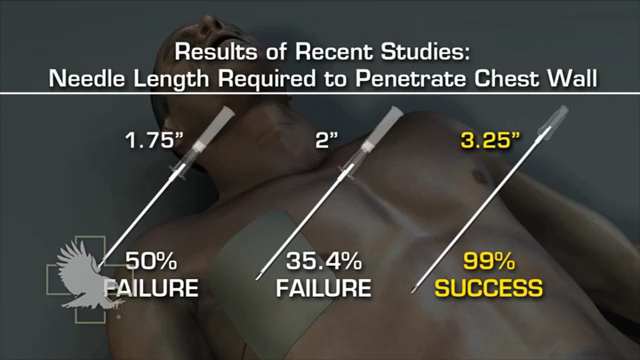 Results of Recent Studies:
Needle Length Required to Penetrate Chest Wall
1.75” 2” 3.25”
50% 35.4% 99%
FAILURE FAILURE SUCCESS
®